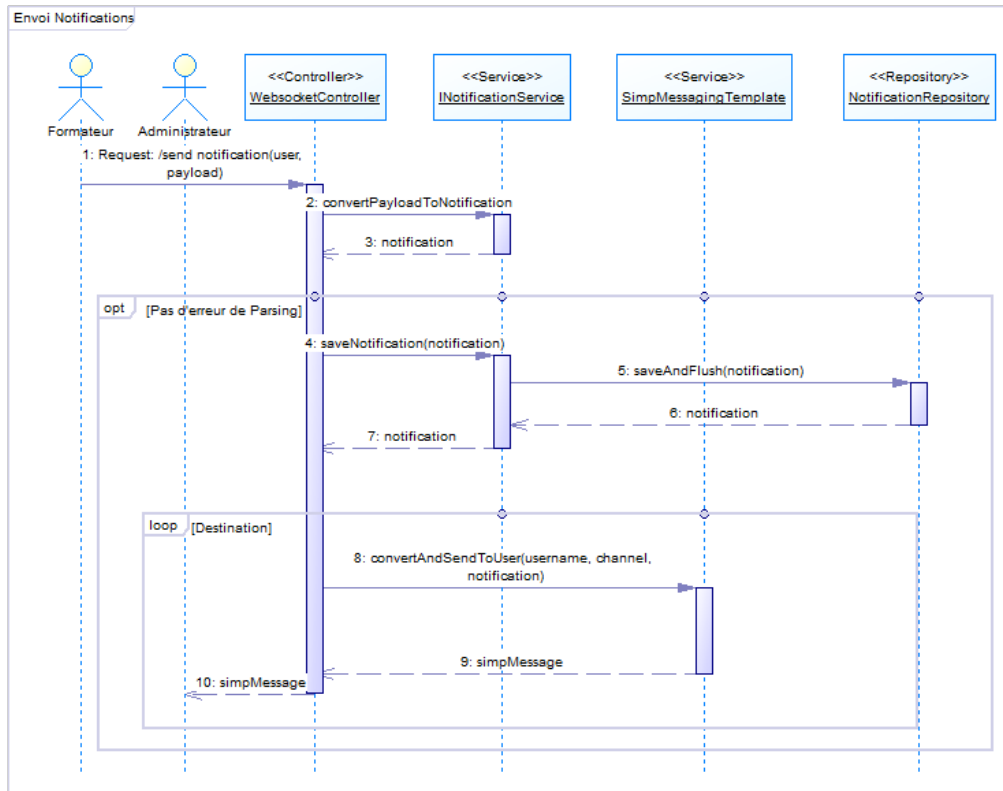 Envoi Notifications
<<Controller>>
WebsocketController
<<Service>>
INotificationService
<<Service>>
SimpMessagingTemplate
<<Repository>>
NotificationRepository
Formateur
Administrateur
1: Request: /send notification(user,
payload)
2: convertPayloadToNotification
3: notification
opt
[Pas d'erreur de Parsing]
4: saveNotification(notification)
5: saveAndFlush(notification)
6: notification
7: notification
loop
[Destination]
8: convertAndSendToUser(username, channel,
notification)
9: simpMessage
10: simpMessage